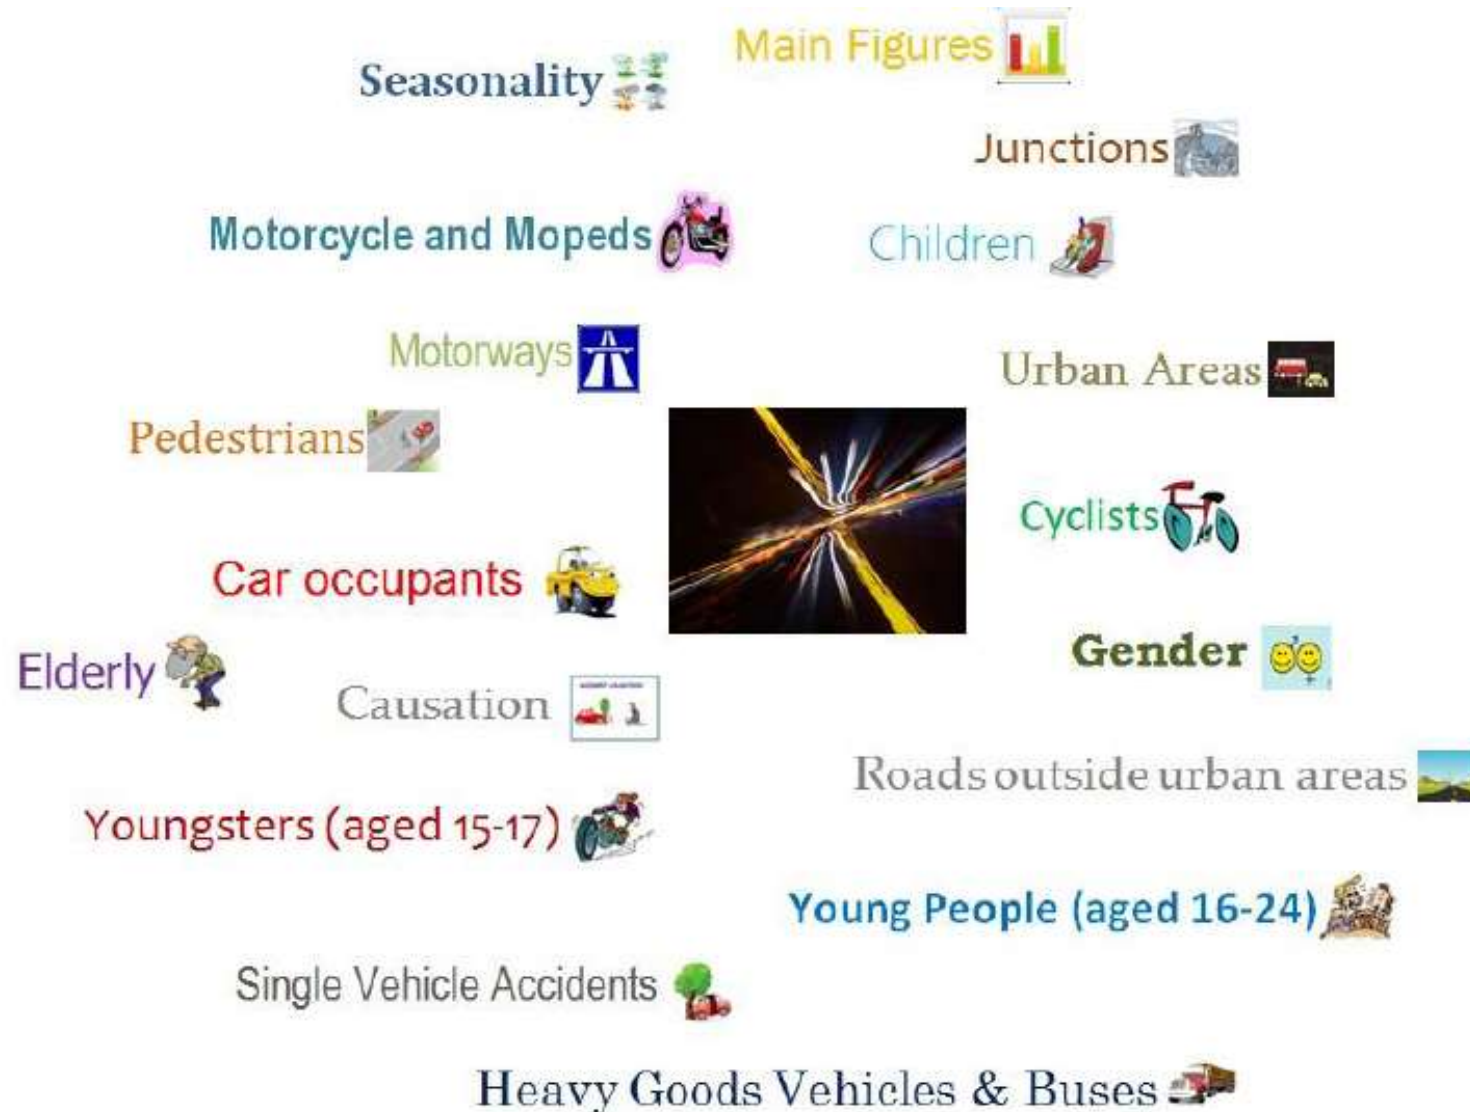 Main Figures
Seasonality
Junctions
Motorcycle and Mopeds
Children
Motorways
Urban Areas
Pedestrians
Cyclists
Car occupants
Gender
Elderly
Causation
Roads outside urban areas
Youngsters (aged 15-17)
Young People (aged 16-24)
Single Vehicle Accidents
Heavy Goods Vehicles & Buses